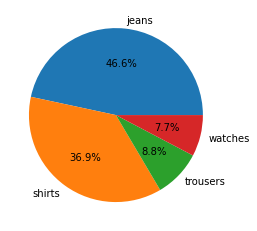 jeans
46.6%
7.7%
watches
8.8%
36.9%
trousers
shirts